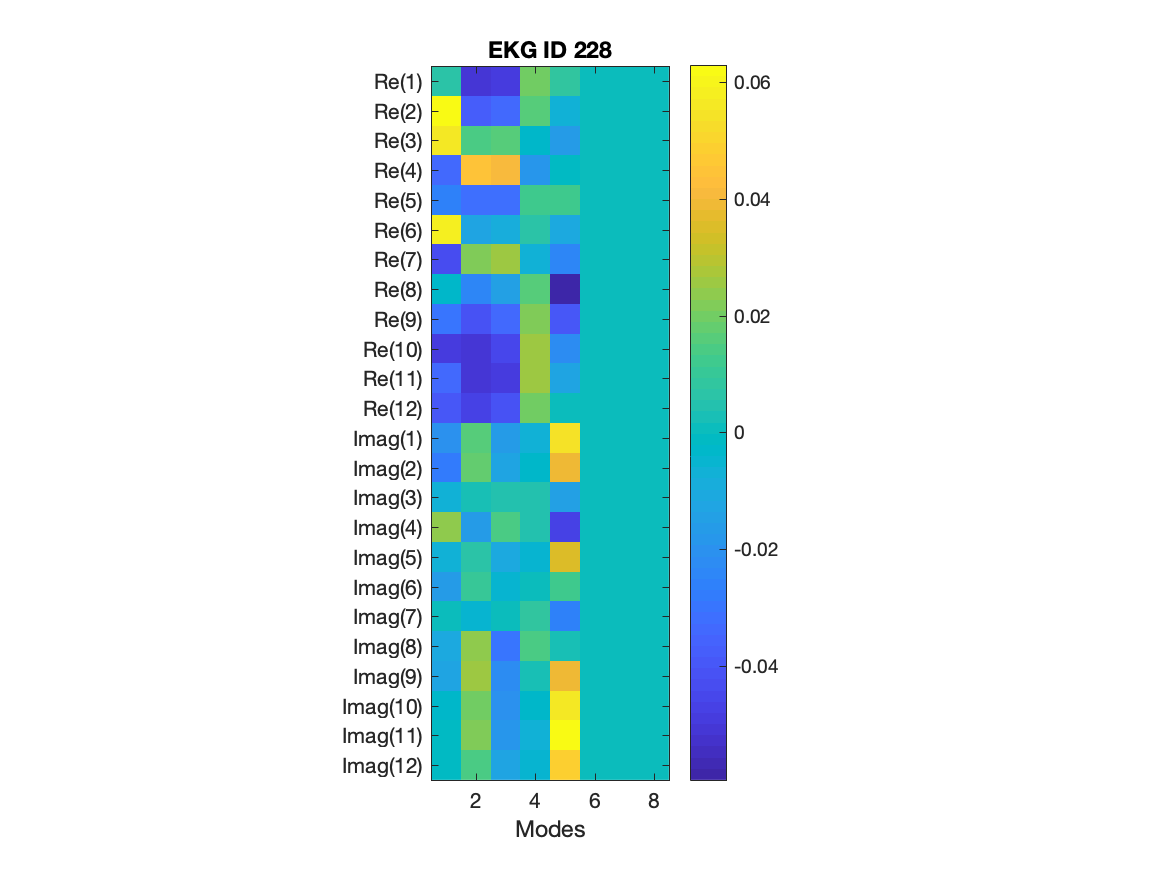 EKG ID 228
Re(1)
Re(2)
Re(3)
Re(4)
Re(5)
Re(6)
Re(7)
Re(8)
Re(9)
Re(10)
Re(11)
Re(12)
Imag(1)
Imag(2)
Imag(3)
Imag(4)
Imag(5)
Imag(6)
Imag(7)
Imag(8)
Imag(9)
Imag(10)
Imag(11)
Imag(12)
2 4 6 8
Modes
0.06
0.04
0.02
0
-0.02
-0.04